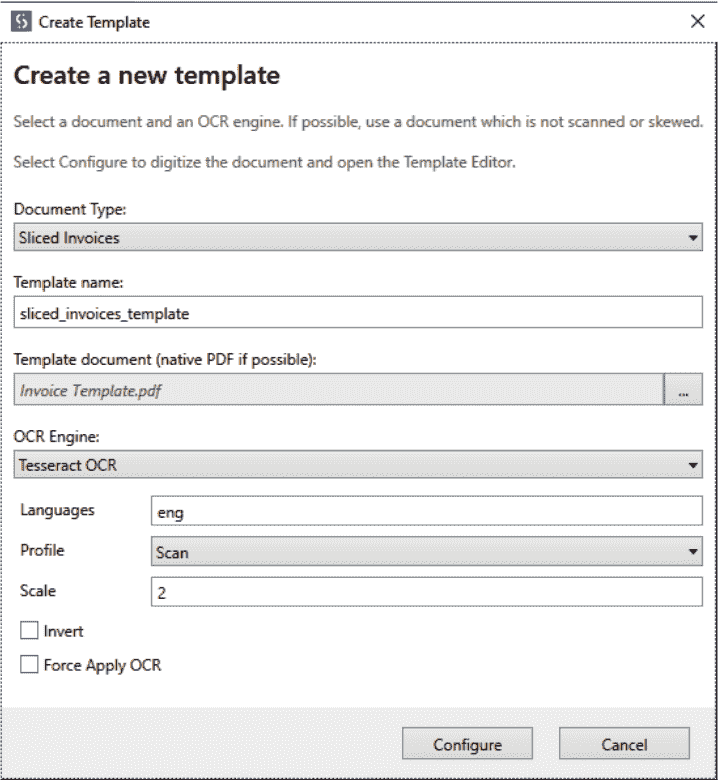 Create Template
Create a new template
Select a document and an OCR engine. If possible, use a document which is not scanned or skewed.
Select Configure to digitize the document and open the Template Editor.
Document Type:
Sliced Invoices
Template name:
sliced_invoices_template
Template document (native PDF if possible):
Invoice Template.pdf
...
OCR Engine:
Tesseract OCR
Languages
eng
Profile
Scan
Scale
2
Invert
Force Apply OCR
Configure
Cancel